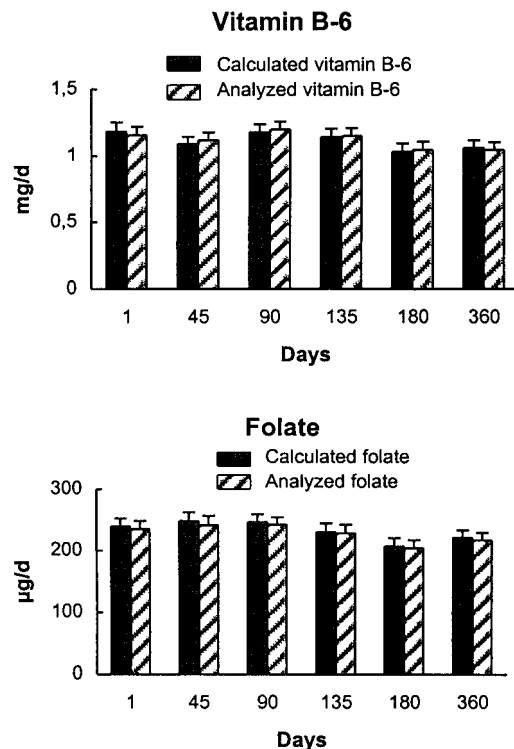 Vitamin B-6
Calculated vitamin B-6
Analyzed vitamin B-6
1,5
1
0,5
0
mg/d
1 45 90 135 180 360
Days
Folate
Calculated folate
Analyzed folate
300
200
100
0
µg/d
1 45 90 135 180 360
Days